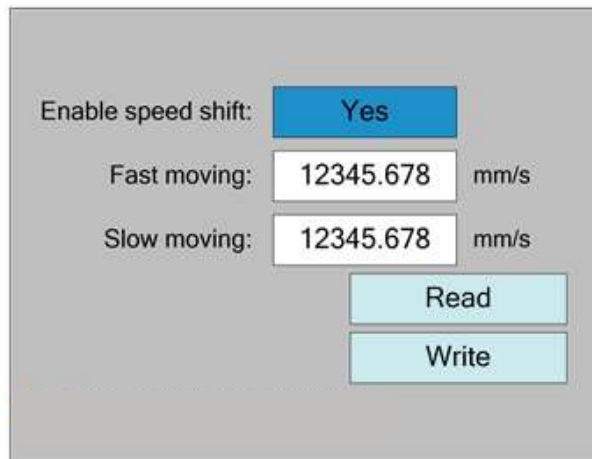 Enable speed shift: Yes
Fast moving: 12345.678 mm/s
Slow moving: 12345.678 mm/s
Read
Write